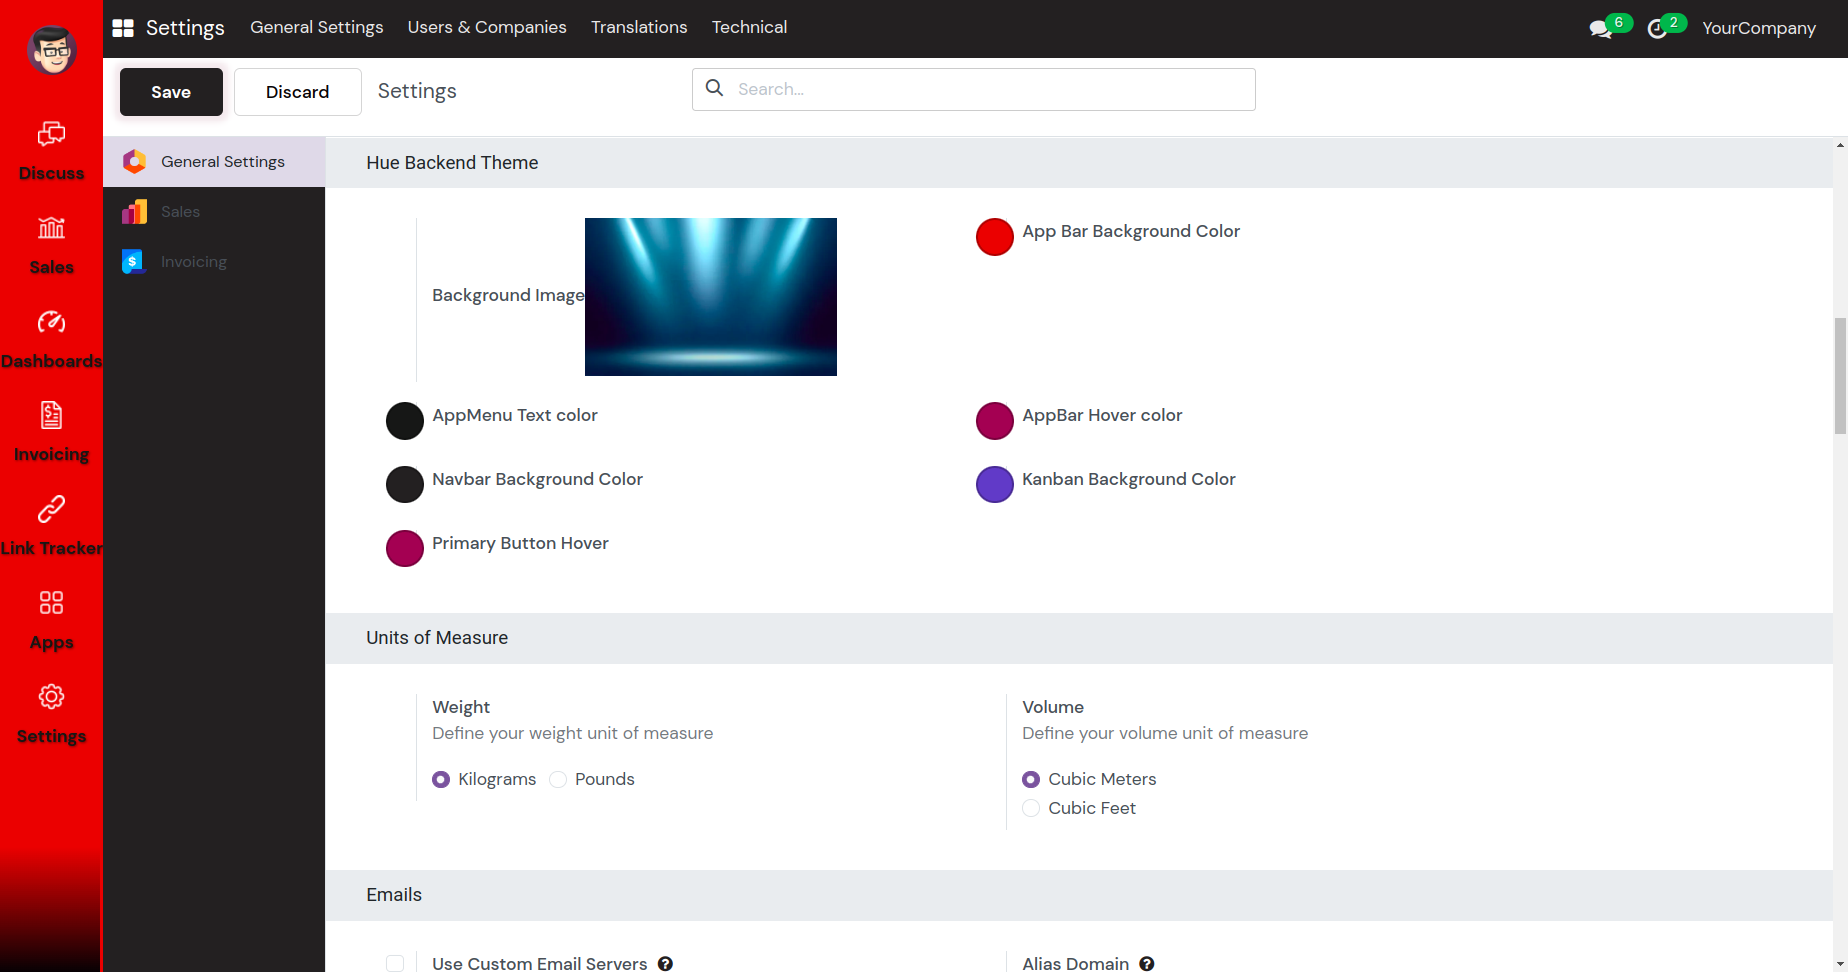 Settings General Settings Users & Companies Translations Technical 6 2 YourCompany
Save Discard Settings Search...
Discuss
Sales
Dashboards
Invoicing
Link Tracker
Apps
Settings
General Settings
Sales
Invoicing
Hue Backend Theme
Background Image
App Bar Background Color
AppMenu Text color
AppBar Hover color
Navbar Background Color
Kanban Background Color
Primary Button Hover
Units of Measure
Weight
Define your weight unit of measure
Kilograms Pounds
Volume
Define your volume unit of measure
Cubic Meters
Cubic Feet
Emails
Use Custom Email Servers ?
Alias Domain ?